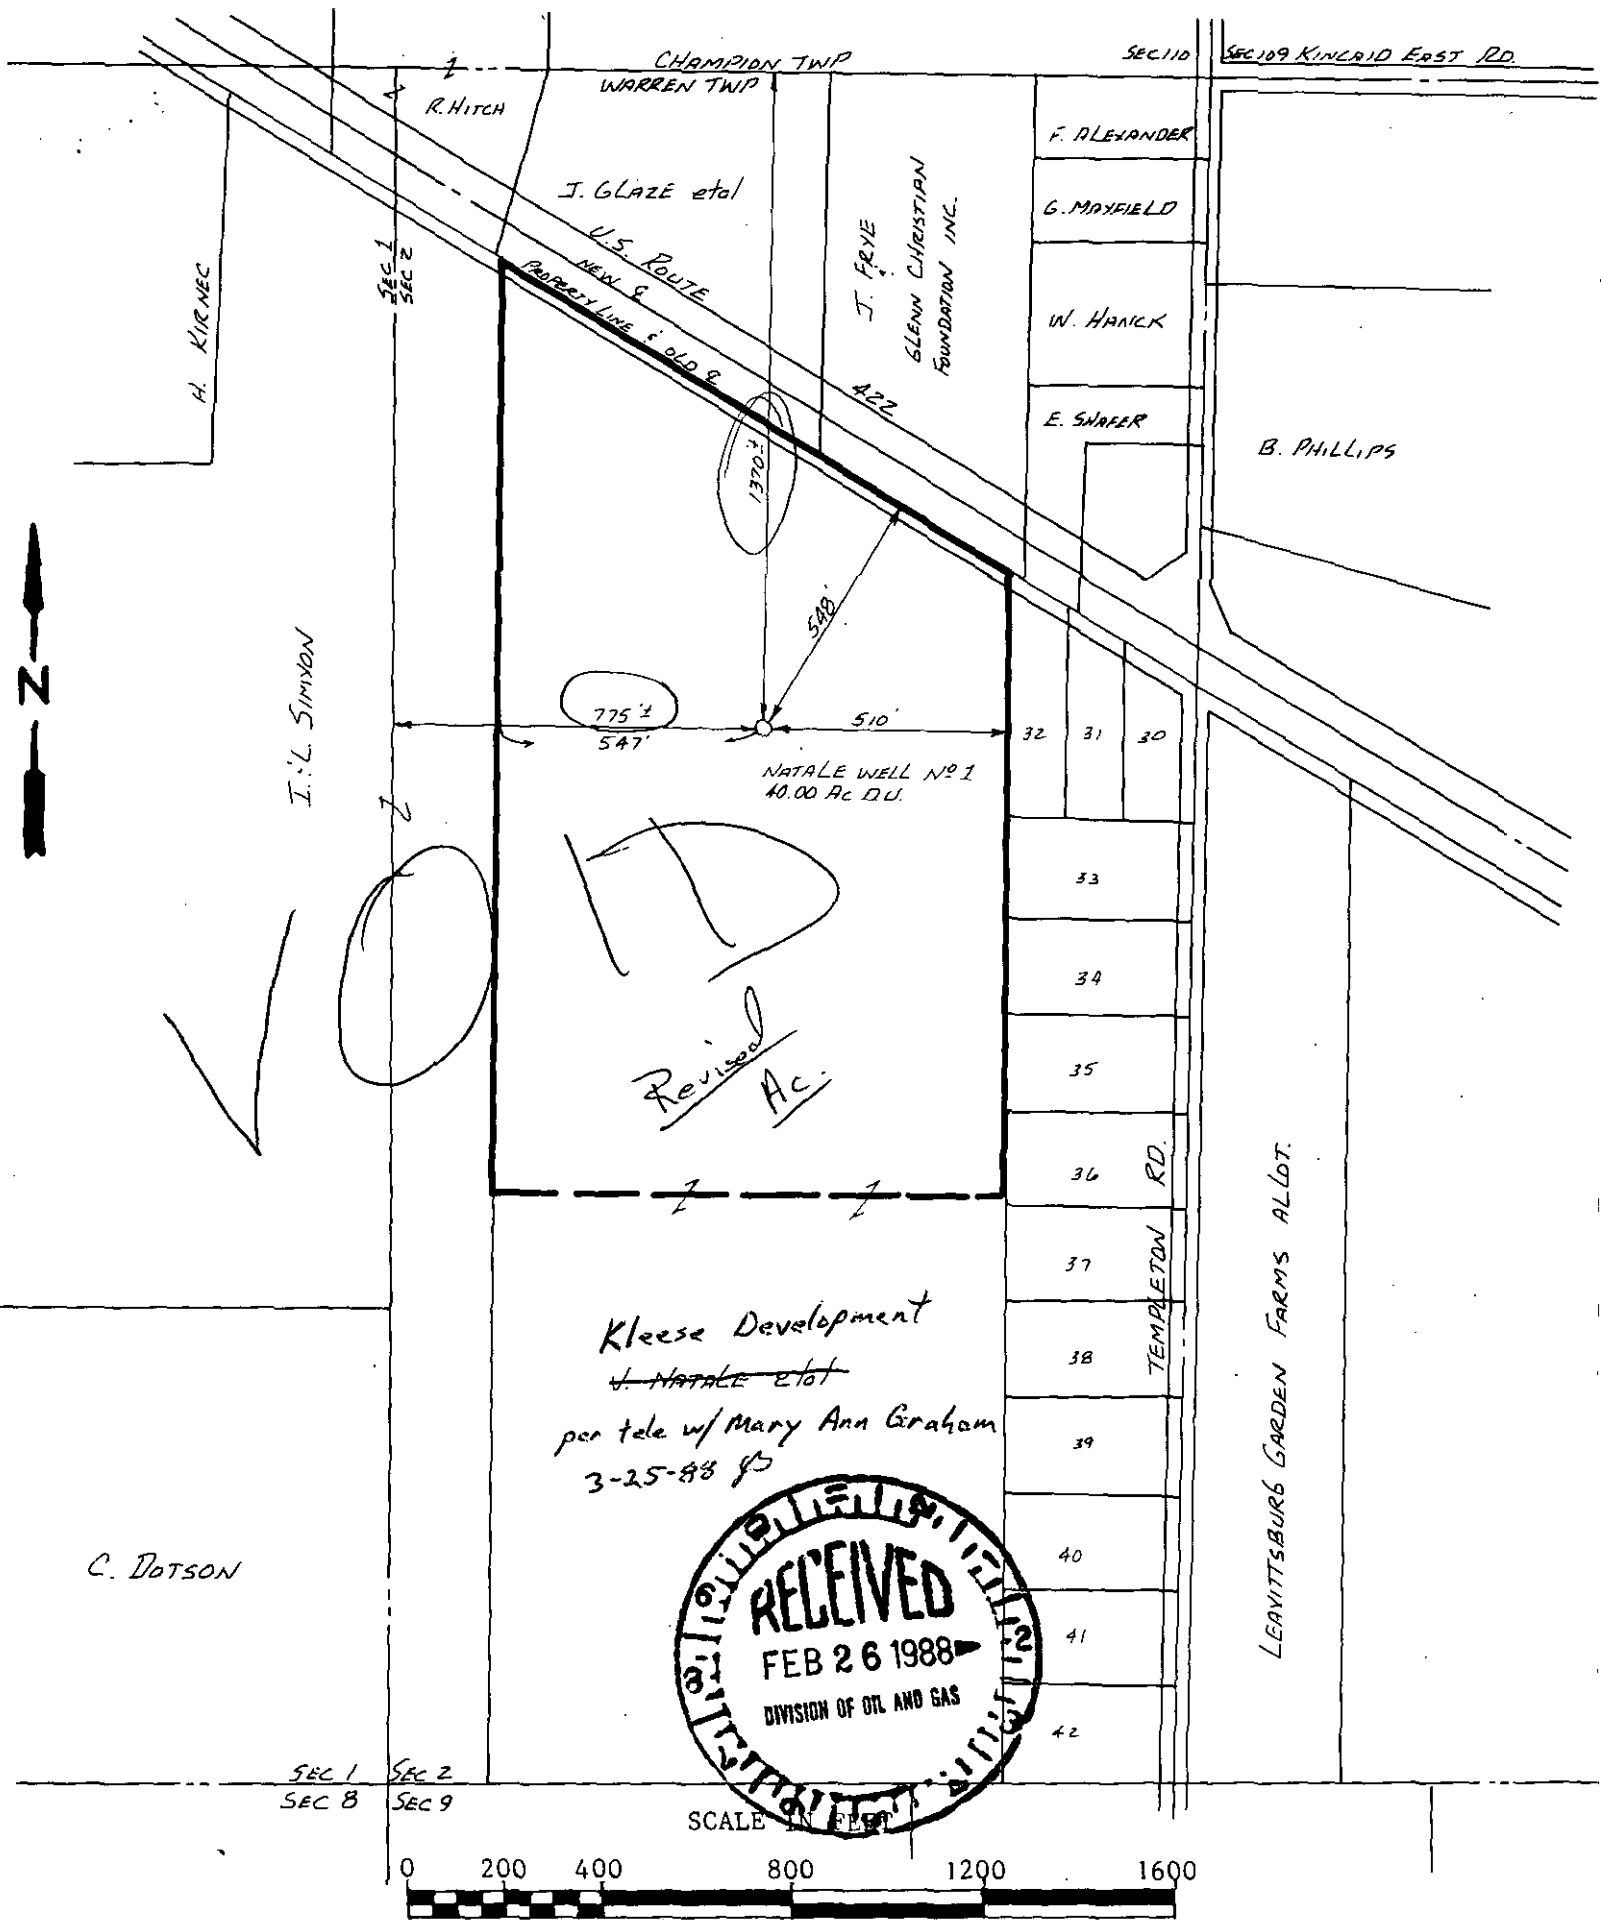 CHAMPION TWP
WARREN TWP
SEC 110
SEC 109 KINCAID EAST RD.
R. HITCH
J. GLAZE etal
F. ALEXANDER
G. MAYFIELD
W. HANCK
E. SHAFER
B. PHILLIPS
J. FRYE
&
GLENN CHRISTIAN
FOUNDATION INC.
H. KIRNEC
SEC 1
SEC 2
U.S. ROUTE
422
NEW ℄
PROPERTY LINE & OLD ℄
1370'±
548'
N
I.&L. SIMYON
775'±
547'
510'
NATALE WELL Nº 1
40.00 AC D.U.
32
31
30
33
34
35
36
37
38
39
40
41
42
Revised
Ac.
TEMPLETON RD.
LEAVITTSBURG GARDEN FARMS ALLOT.
Kleese Development
V. NATALE etal
per tele w/ Mary Ann Graham
3-25-88
C. DOTSON
RECEIVED
FEB 26 1988
DIVISION OF OIL AND GAS
SEC 1
SEC 2
SEC 8
SEC 9
SCALE IN FEET
0 200 400 800 1200 1600